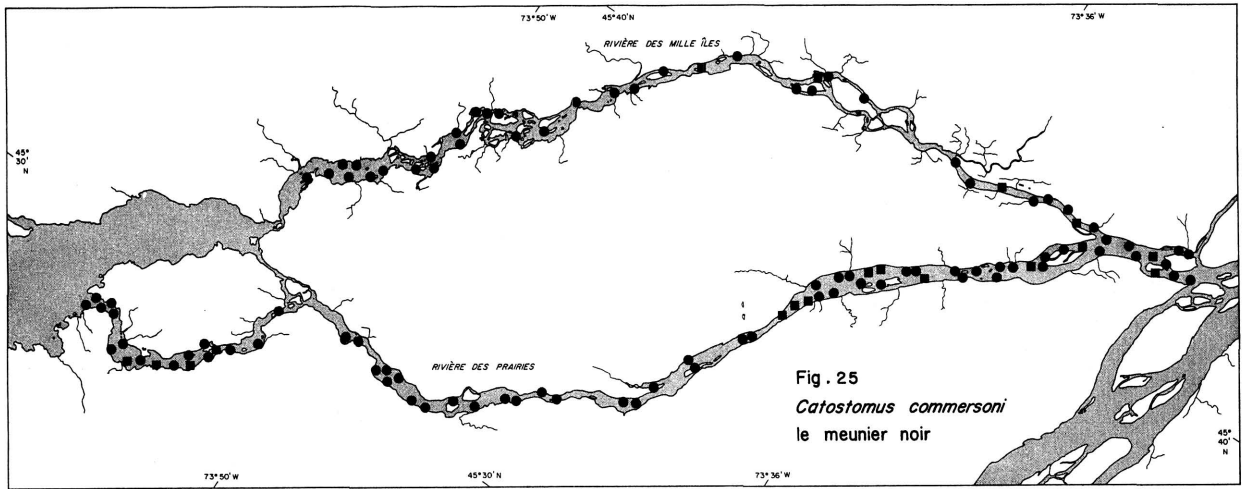 73°50'W
45°40'
73°36'W
RIVIÈRE DES MILLE ÎLES
45°
30'
N
RIVIÈRE DES PRAIRIES
Fig. 25
Catostomus commersoni
le meunier noir
45°
40'
N
73°50'W
45°30'N
73°36'W